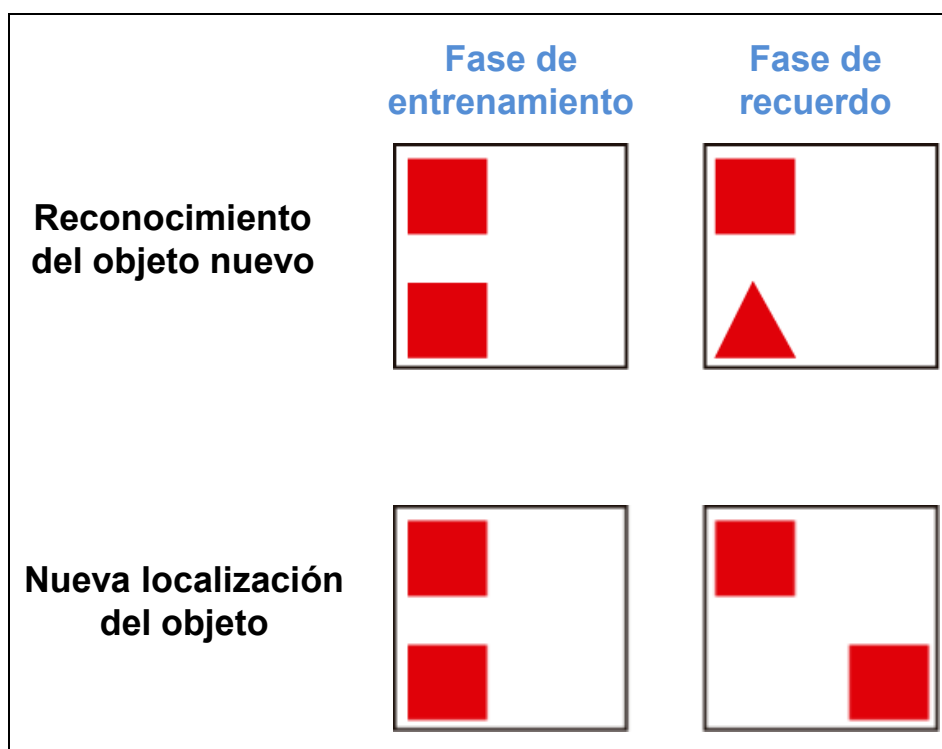 Fase de
entrenamiento
Fase de
recuerdo
Reconocimiento
del objeto nuevo
Nueva localización
del objeto